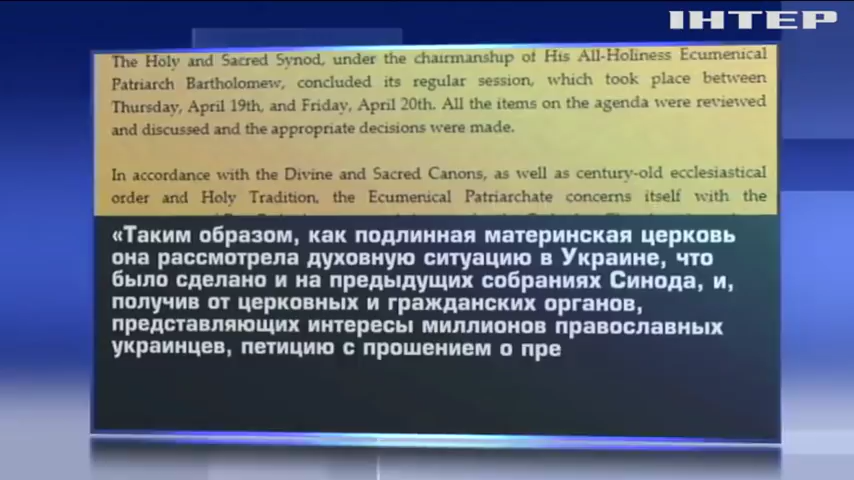 ІНТЕР
The Holy and Sacred Synod, under the chairmanship of His All-Holiness Ecumenical
Patriarch Bartholomew, concluded its regular session, which took place between
Thursday, April 19th, and Friday, April 20th. All the items on the agenda were reviewed
and discussed and the appropriate decisions were made.
In accordance with the Divine and Sacred Canons, as well as century-old ecclesiastical
order and Holy Tradition, the Ecumenical Patriarchate concerns itself with the
«Таким образом, как подлинная материнская церковь
она рассмотрела духовную ситуацию в Украине, что
было сделано и на предыдущих собраниях Синода, и,
получив от церковных и гражданских органов,
представляющих интересы миллионов православных
украинцев, петицию с прошением о пре